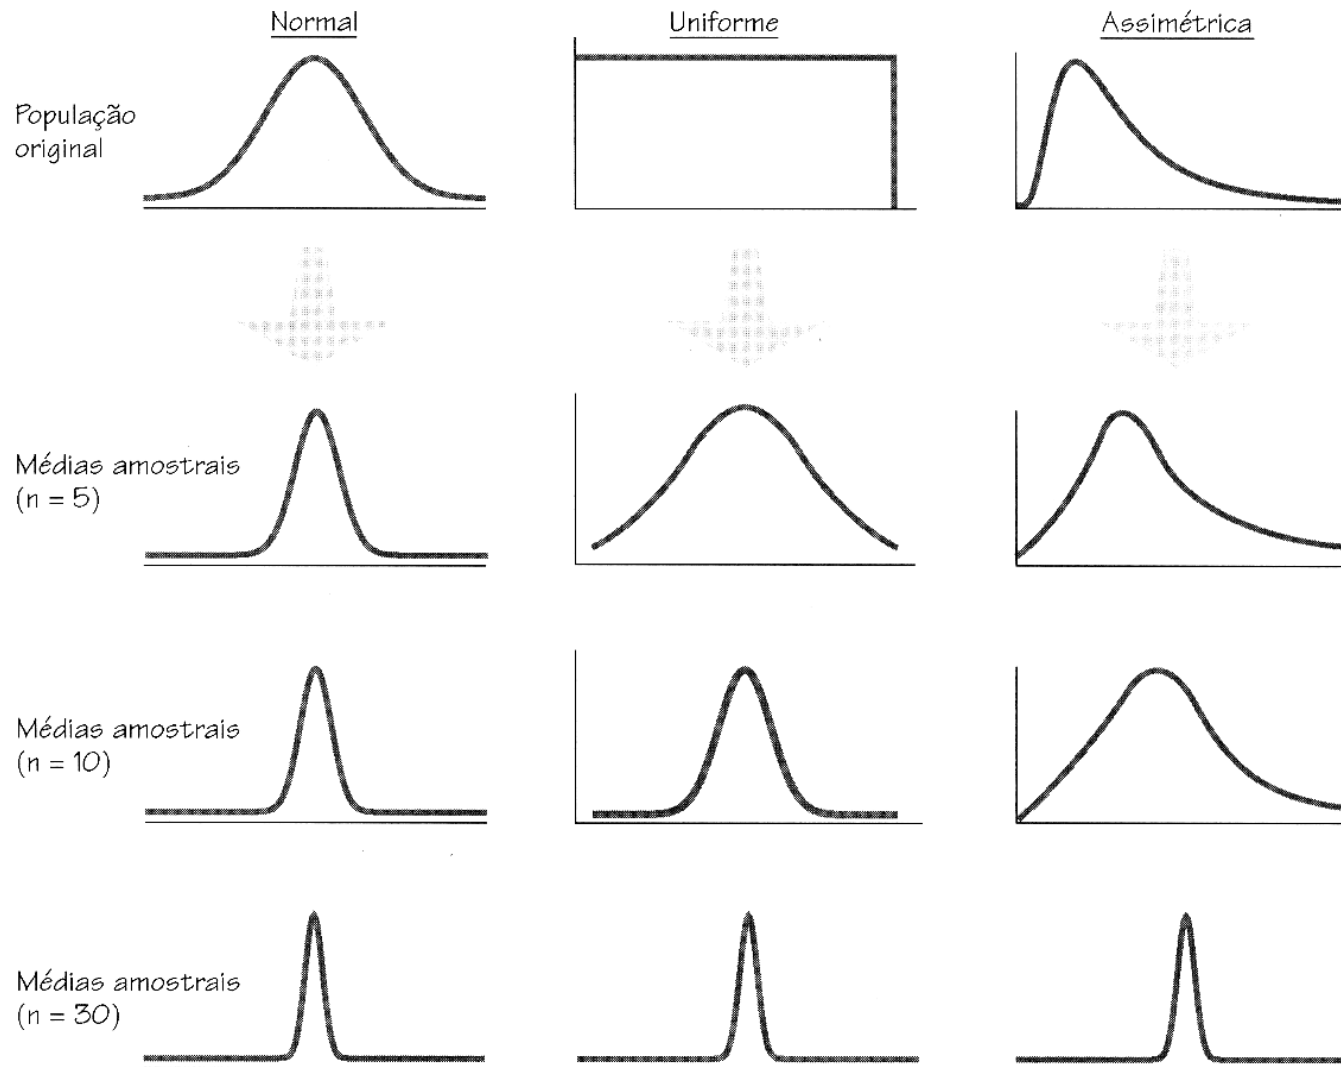 Normal
Uniforme
Assimétrica
População
original
Médias amostrais
(n = 5)
Médias amostrais
(n = 10)
Médias amostrais
(n = 30)